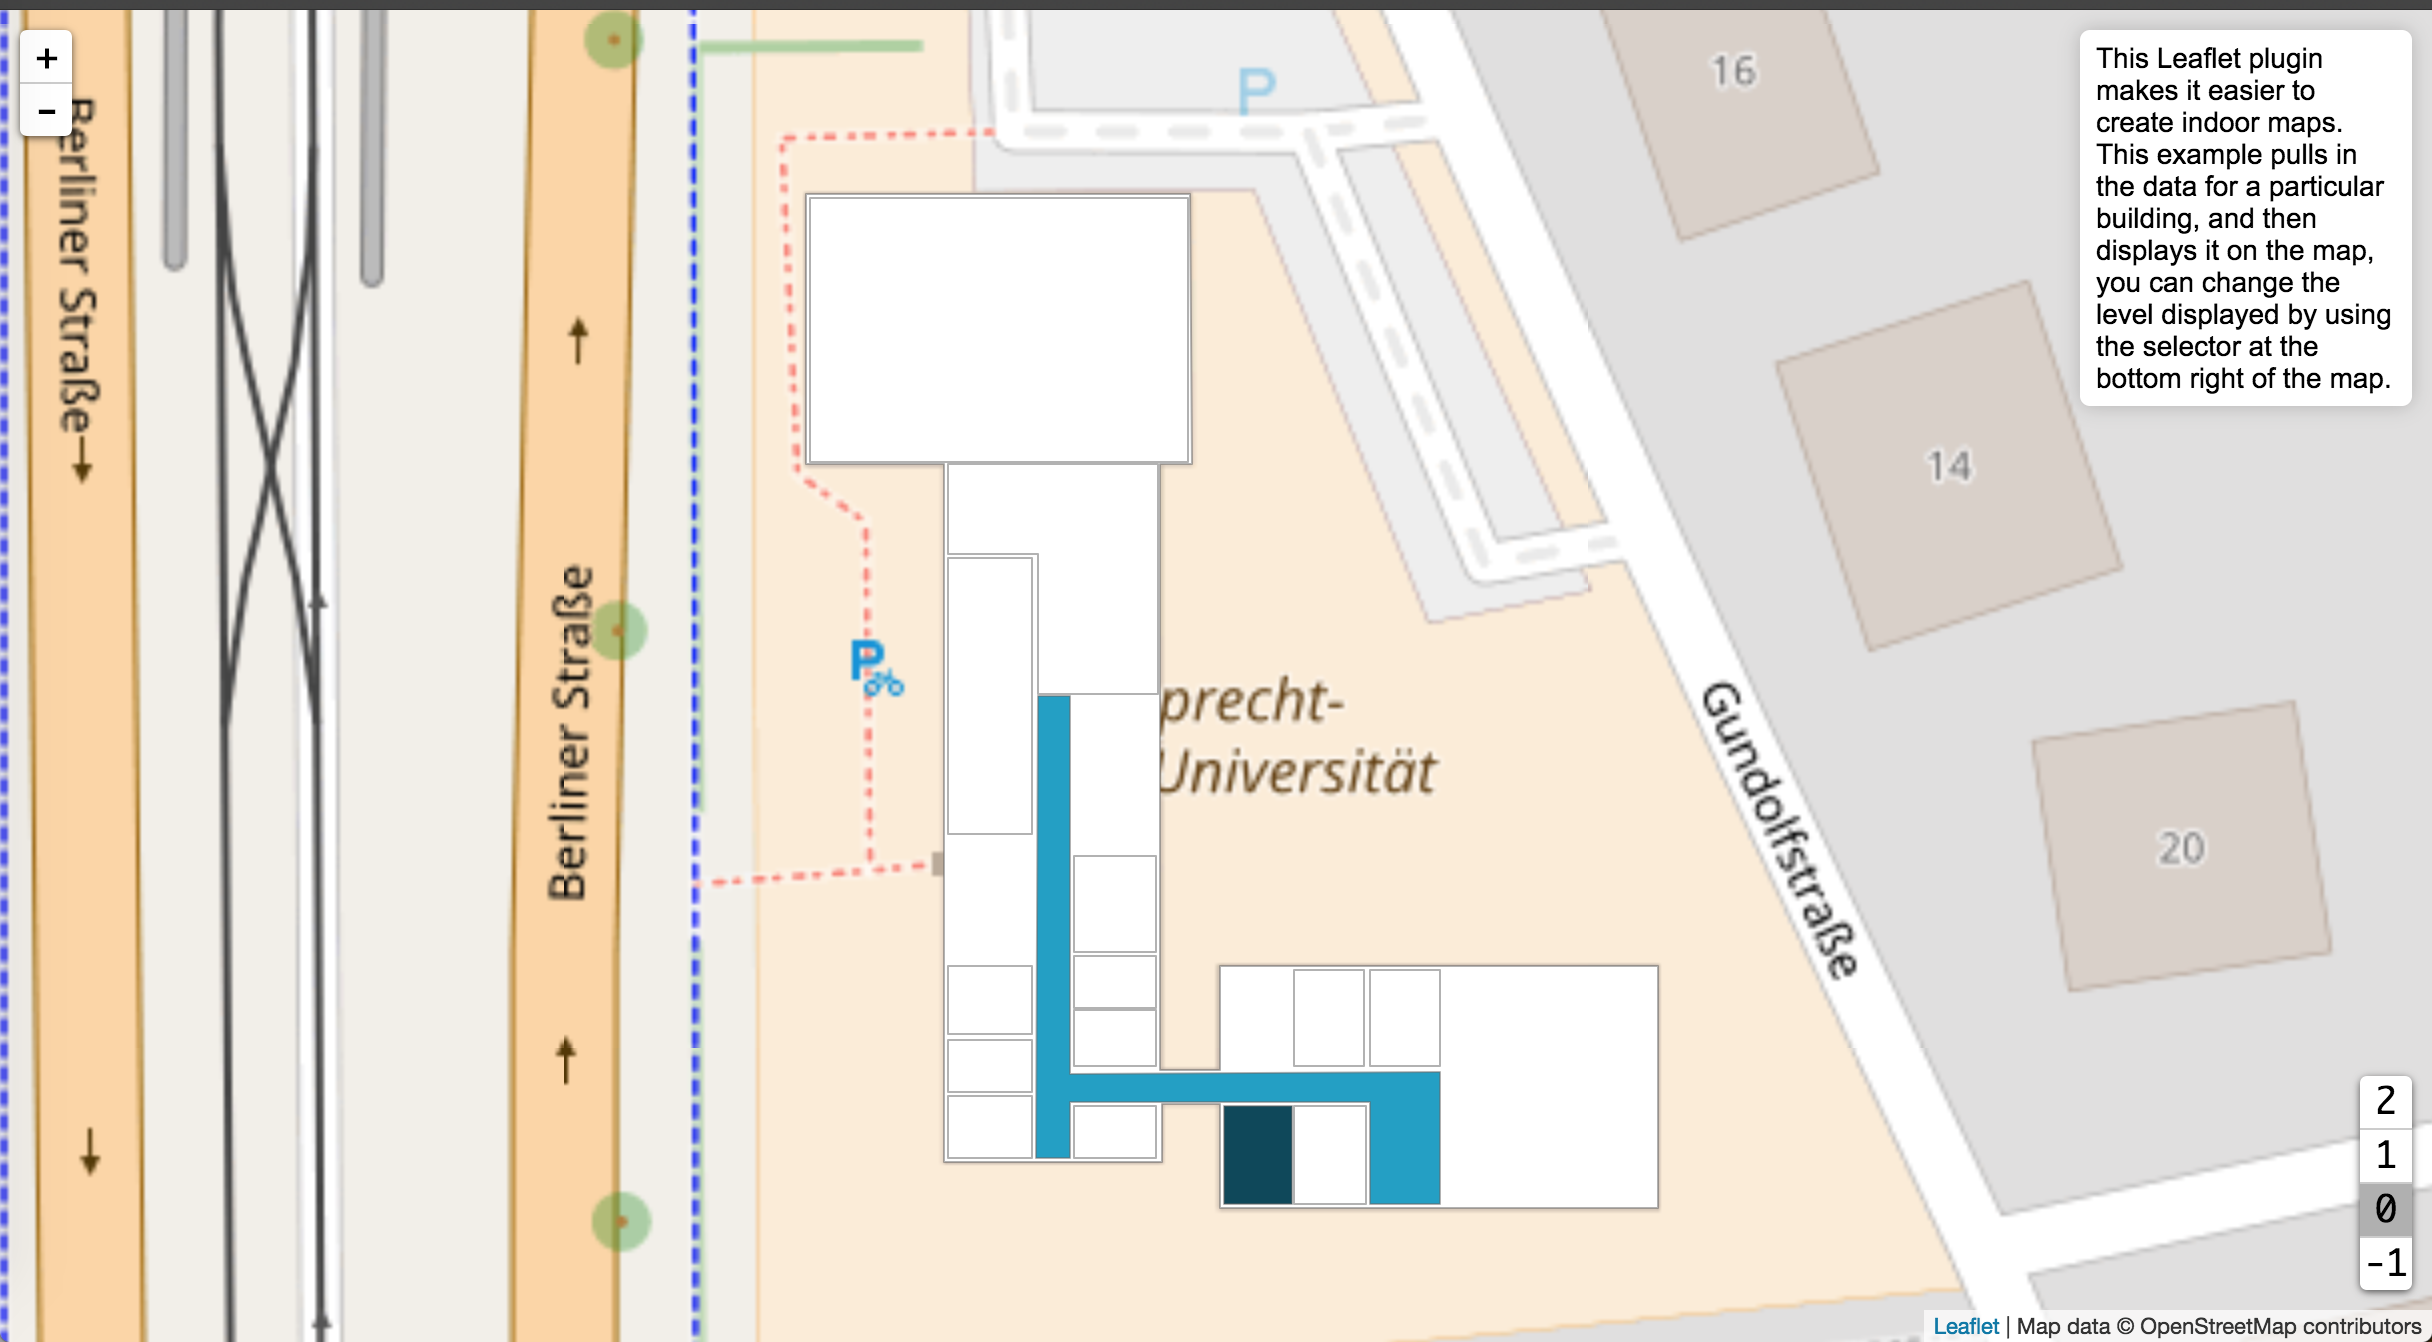 +
-
Berliner Straße
Berliner Straße
P
P
16
14
20
precht-
Universität
Gundolfstraße
This Leaflet plugin
makes it easier to
create indoor maps.
This example pulls in
the data for a particular
building, and then
displays it on the map,
you can change the
level displayed by using
the selector at the
bottom right of the map.
2
1
0
-1
Leaflet | Map data © OpenStreetMap contributors